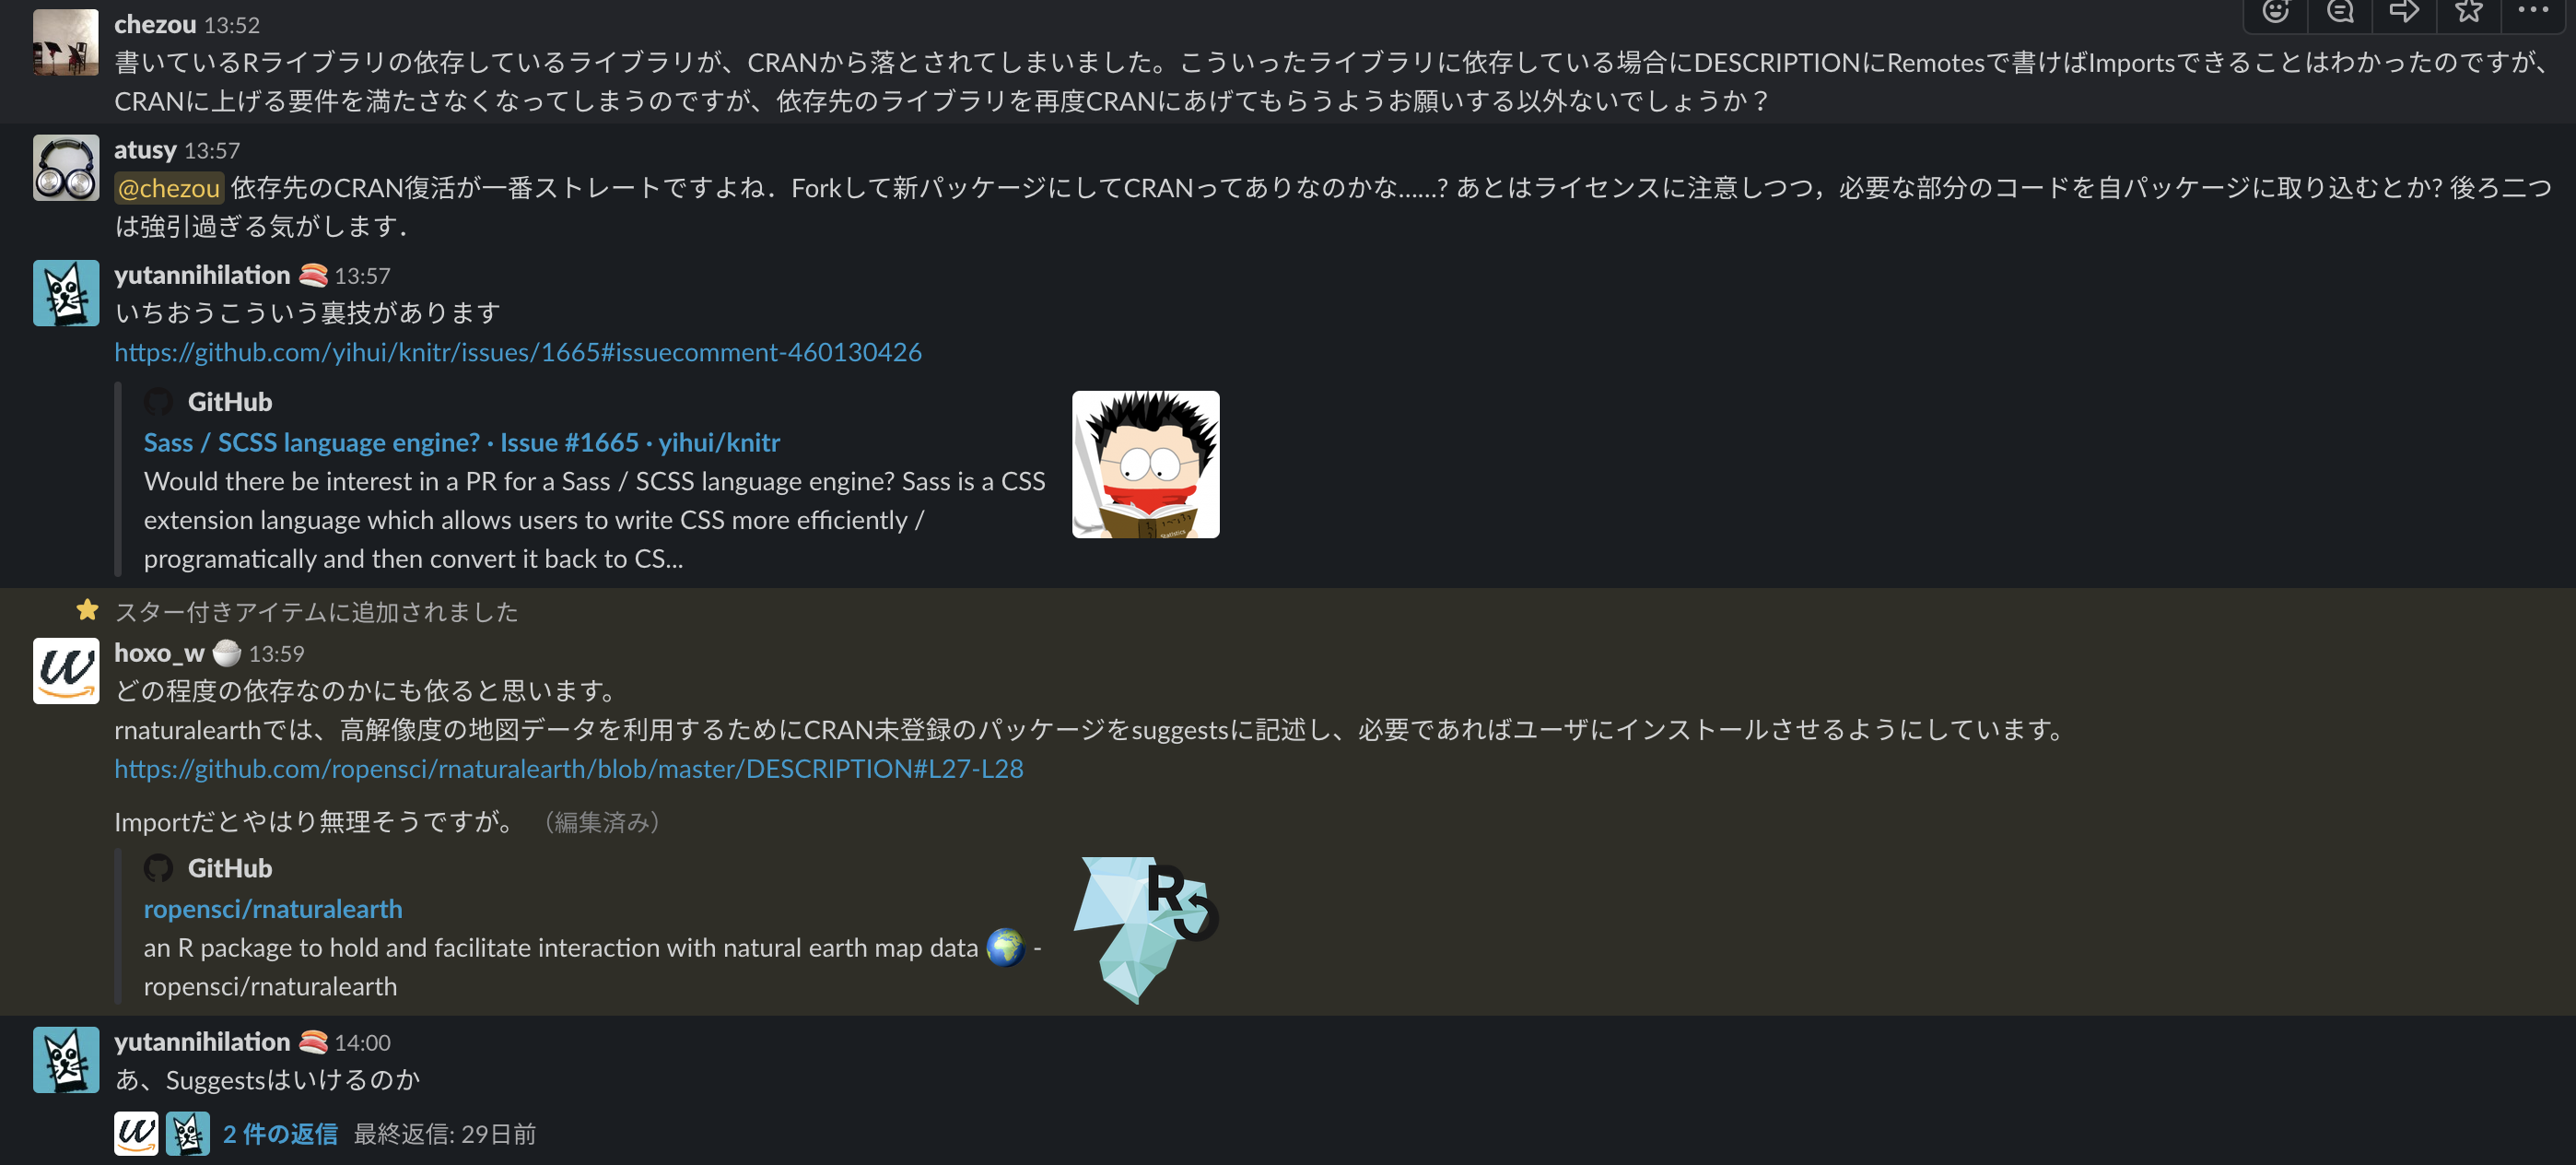 chezou 13:52
書いているRライブラリの依存しているライブラリが、CRANから落とされてしまいました。こういったライブラリに依存している場合にDESCRIPTIONにRemotesで書けばImportsできることはわかったのですが、
CRANに上げる要件を満たさなくなってしまうのですが、依存先のライブラリを再度CRANにあげてもらうようお願いする以外ないでしょうか？
atusy 13:57
@chezou 依存先のCRAN復活が一番ストレートですよね．Forkして新パッケージにしてCRANってありなのかな……? あとはライセンスに注意しつつ，必要な部分のコードを自パッケージに取り込むとか? 後ろ二つ
は強引過ぎる気がします．
yutannihilation 🍣 13:57
いちおうこういう裏技があります
https://github.com/yihui/knitr/issues/1665#issuecomment-460130426
GitHub
Sass / SCSS language engine? · Issue #1665 · yihui/knitr
Would there be interest in a PR for a Sass / SCSS language engine? Sass is a CSS
extension language which allows users to write CSS more efficiently /
programatically and then convert it back to CS...
スター付きアイテムに追加されました
hoxo_w 🍚 13:59
どの程度の依存なのかにも依ると思います。
rnaturalearthでは、高解像度の地図データを利用するためにCRAN未登録のパッケージをsuggestsに記述し、必要であればユーザにインストールさせるようにしています。
https://github.com/ropensci/rnaturalearth/blob/master/DESCRIPTION#L27-L28
Importだとやはり無理そうですが。 （編集済み）
GitHub
ropensci/rnaturalearth
an R package to hold and facilitate interaction with natural earth map data 🌍 -
ropensci/rnaturalearth
yutannihilation 🍣 14:00
あ、Suggestsはいけるのか
2 件の返信 最終返信: 29日前